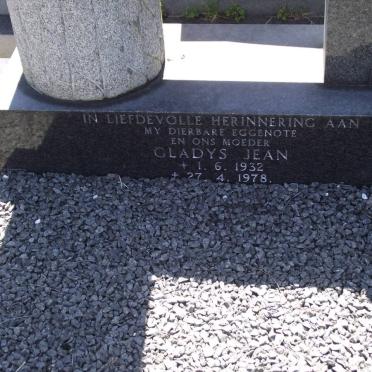 IN LIEFDEVOLLE HERINNERING AAN
MY DIERBARE EGGENOTE
EN ONS MOEDER
GLADYS JEAN
+ 1. 6. 1932
+ 27. 4. 1978.